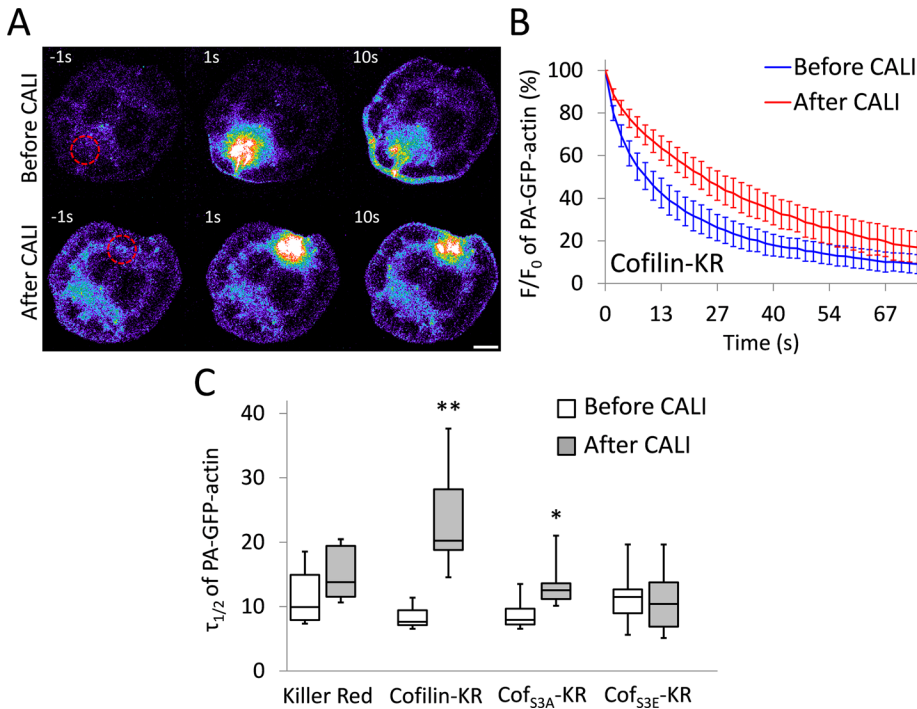 A
Before CALI
-1s
1s
10s
After CALI
-1s
1s
10s
B
F/F₀ of PA-GFP-actin (%)
100
80
60
40
20
0
Before CALI
After CALI
Cofilin-KR
0 13 27 40 54 67
Time (s)
C
τ₁/₂ of PA-GFP-actin
40
30
20
10
0
Before CALI
After CALI
**
*
Killer Red Cofilin-KR Cof_S3A-KR Cof_S3E-KR